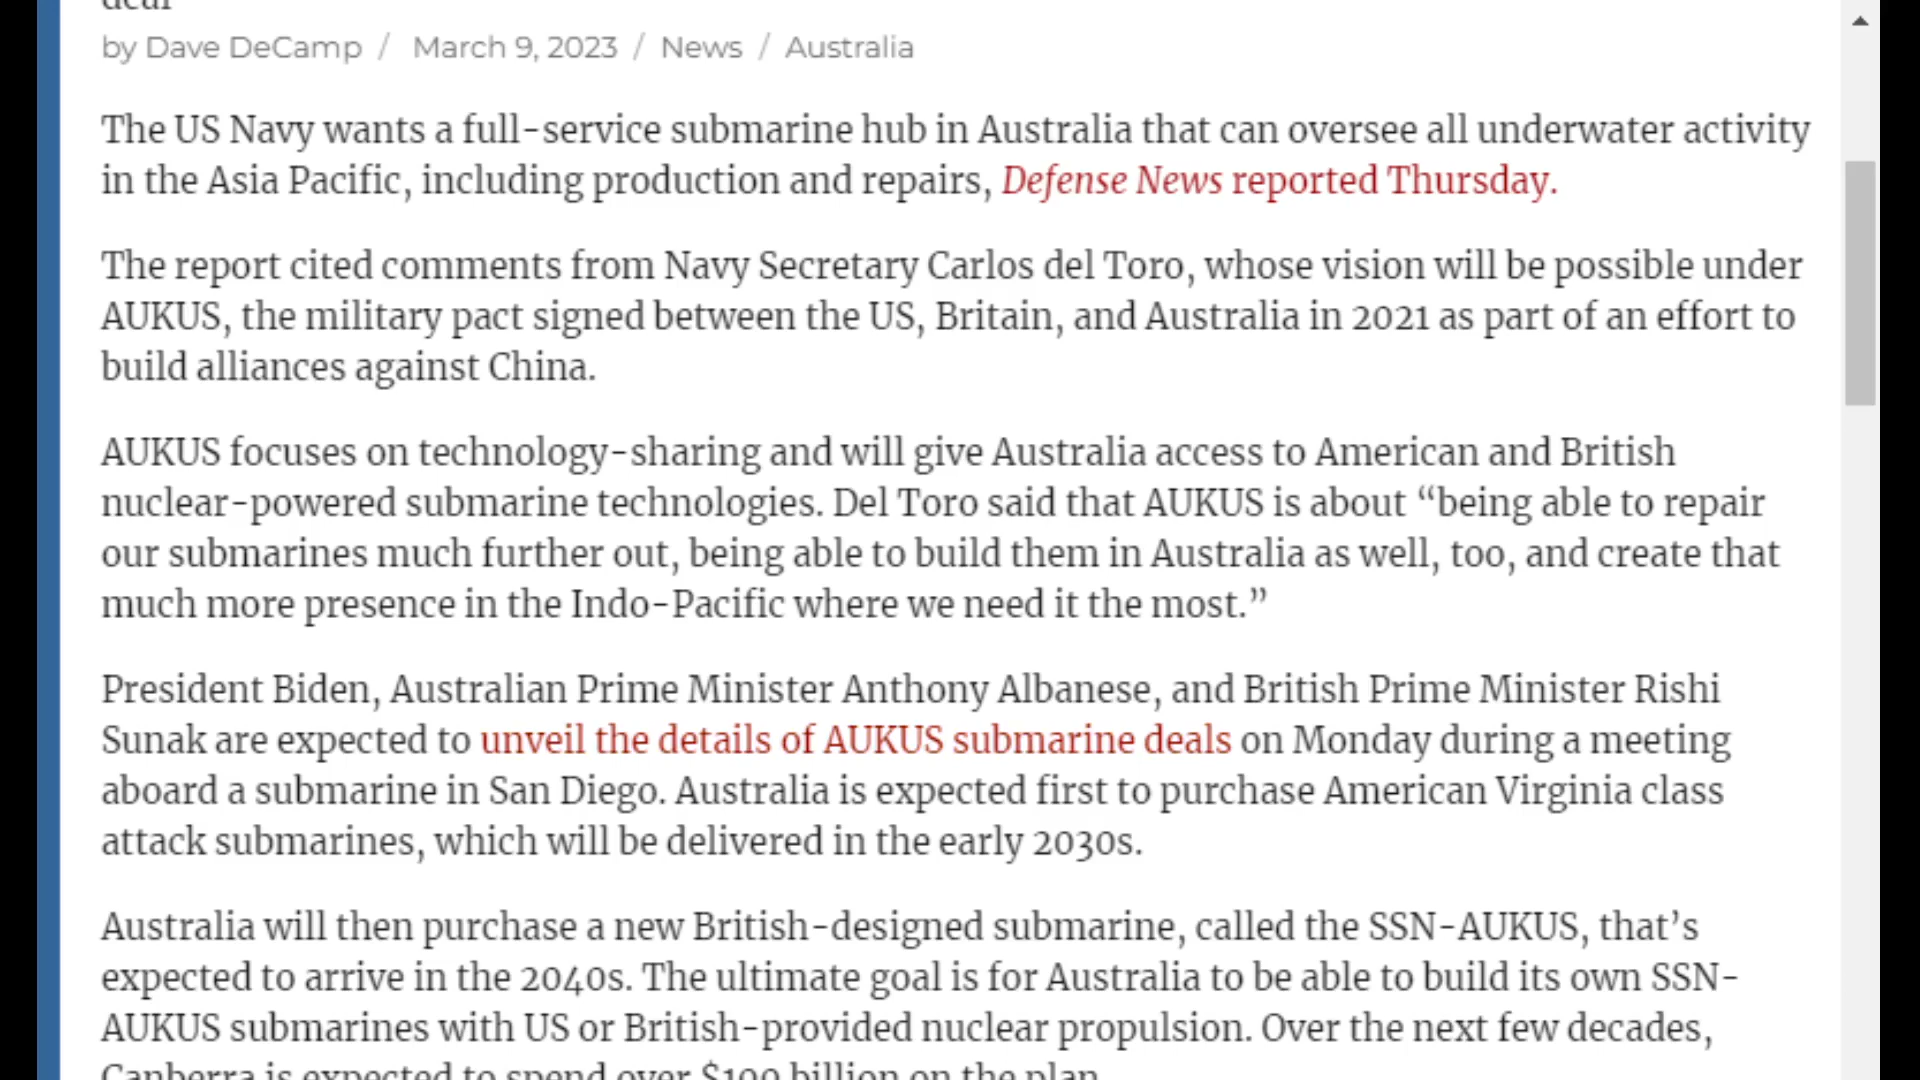 deal
by Dave DeCamp / March 9, 2023 / News / Australia
The US Navy wants a full-service submarine hub in Australia that can oversee all underwater activity
in the Asia Pacific, including production and repairs, Defense News reported Thursday.
The report cited comments from Navy Secretary Carlos del Toro, whose vision will be possible under
AUKUS, the military pact signed between the US, Britain, and Australia in 2021 as part of an effort to
build alliances against China.
AUKUS focuses on technology-sharing and will give Australia access to American and British
nuclear-powered submarine technologies. Del Toro said that AUKUS is about “being able to repair
our submarines much further out, being able to build them in Australia as well, too, and create that
much more presence in the Indo-Pacific where we need it the most.”
President Biden, Australian Prime Minister Anthony Albanese, and British Prime Minister Rishi
Sunak are expected to unveil the details of AUKUS submarine deals on Monday during a meeting
aboard a submarine in San Diego. Australia is expected first to purchase American Virginia class
attack submarines, which will be delivered in the early 2030s.
Australia will then purchase a new British-designed submarine, called the SSN-AUKUS, that’s
expected to arrive in the 2040s. The ultimate goal is for Australia to be able to build its own SSN-
AUKUS submarines with US or British-provided nuclear propulsion. Over the next few decades,
Canberra is expected to spend over $100 billion on the plan.